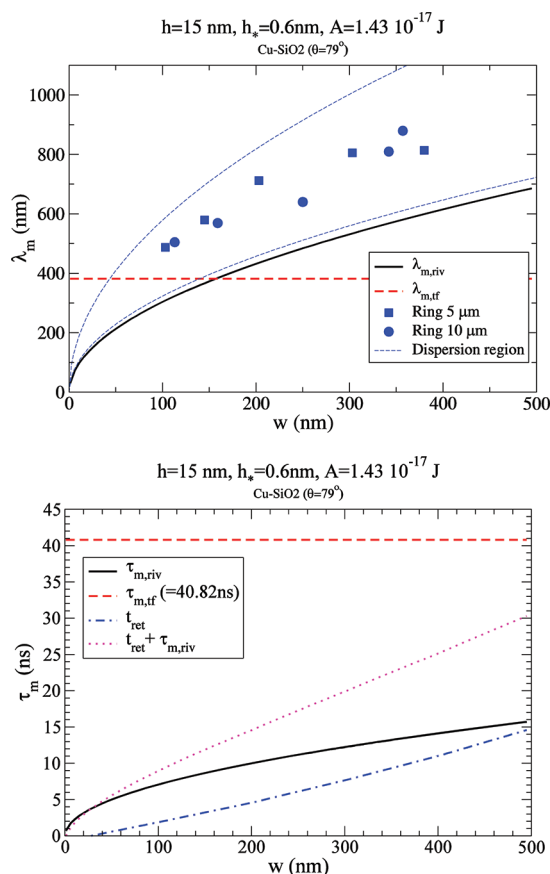 h=15 nm, h*=0.6nm, A=1.43 10⁻¹⁷ J
Cu-SiO2 (θ=79°)
1000
800
600
400
200
0
λm (nm)
0 100 200 300 400 500
w (nm)
λm,riv
λm,tf
Ring 5 μm
Ring 10 μm
Dispersion region
h=15 nm, h*=0.6nm, A=1.43 10⁻¹⁷ J
Cu-SiO2 (θ=79°)
45
40
35
30
25
20
15
10
5
0
τm (ns)
0 100 200 300 400 500
w (nm)
τm,riv
τm,tf (=40.82ns)
tret
tret+ τm,riv